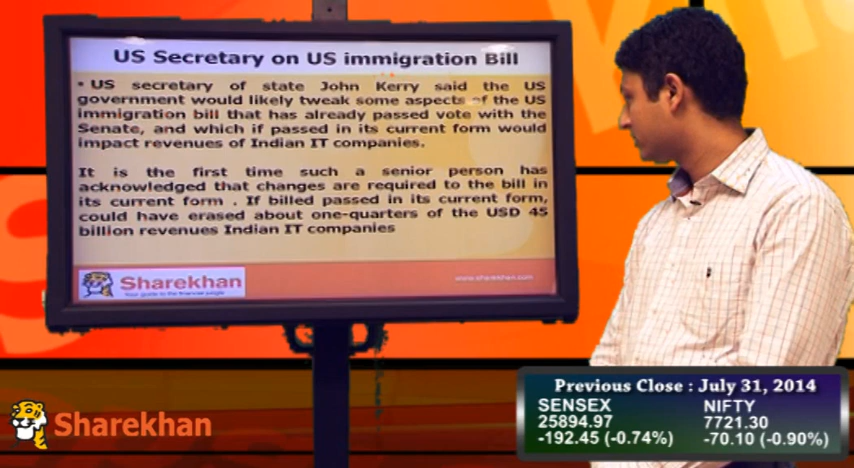 US Secretary on US immigration Bill
• US secretary of state John Kerry said the US
government would likely tweak some aspects of the US
immigration bill that has already passed vote with the
Senate, and which if passed in its current form would
impact revenues of Indian IT companies.
It is the first time such a senior person has
acknowledged that changes are required to the bill in
its current form . If billed passed in its current form,
could have erased about one-quarters of the USD 45
billion revenues Indian IT companies
Sharekhan
Your guide to the financial jungle
www.sharekhan.com
Sharekhan
Previous Close : July 31, 2014
SENSEX NIFTY
25894.97 7721.30
-192.45 (-0.74%) -70.10 (-0.90%)